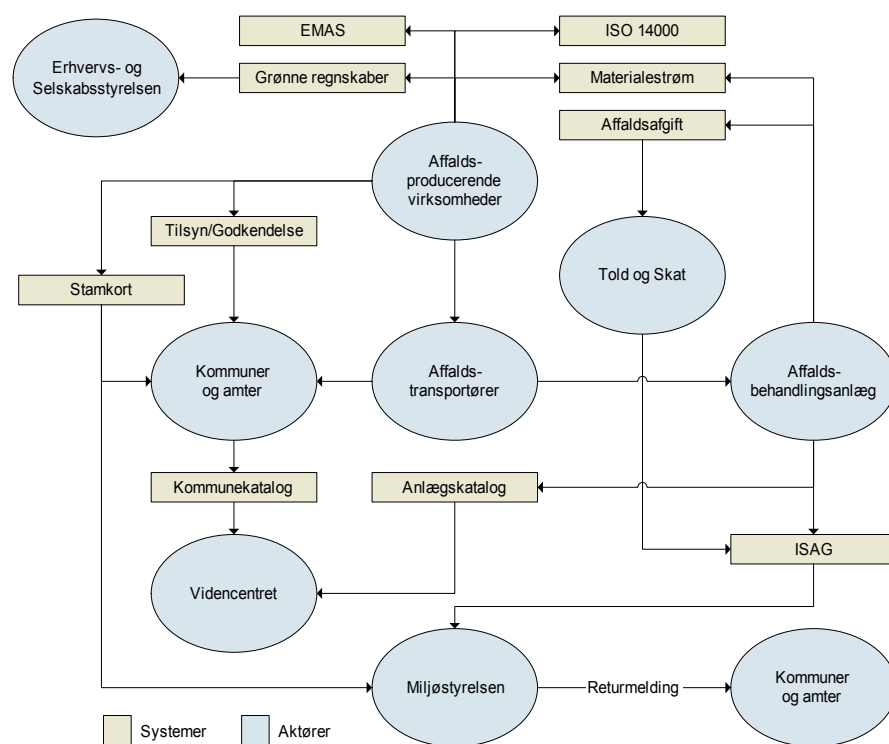 EMAS
ISO 14000
Erhvervs- og
Selskabsstyrelsen
Grønne regnskaber
Materialestrøm
Affaldsafgift
Affalds-
producerende
virksomheder
Tilsyn/Godkendelse
Stamkort
Told og Skat
Kommuner
og amter
Affalds-
transportører
Affalds-
behandlingsanlæg
Kommunekatalog
Anlægskatalog
ISAG
Videncentret
Miljøstyrelsen
Returmelding
Kommuner
og amter
Systemer
Aktører